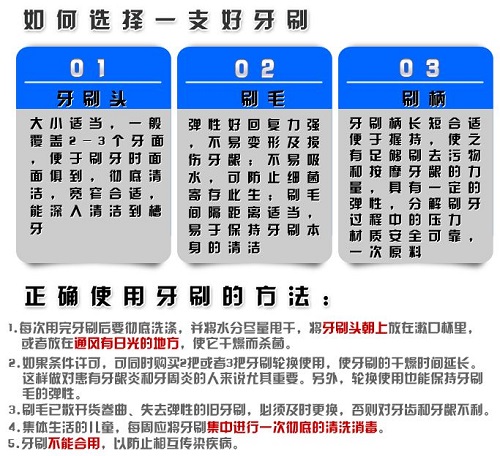 如何选择一支好牙刷
01
牙刷头
大小适当，一般
覆盖2-3个牙面
，便于刷牙时面
面俱到，彻底清
洁，宽窄合适，
能深入清洁到槽
牙
02
刷毛
弹性好回复力强
，不易变形及损
伤牙龈；不易吸
水，可防止细菌
寄存此生；刷毛
间隔距离适当，
易于保持牙刷本
身的清洁
03
刷柄
牙刷柄长短合适
便于握持，使之
有足够刷去污物
和按摩牙龈的力
量，具有一定的
弹性，分解刷牙
过程中的压力
材质安全可靠，
一次原料
正确使用牙刷的方法：
1.每次用完牙刷后要彻底洗涤，并将水分尽量甩干，将牙刷头朝上放在漱口杯里，
或者放在通风有日光的地方，使它干燥而杀菌。
2.如果条件许可，可同时购买2把或者3把牙刷轮换使用，使牙刷的干燥时间延长。
这样做对患有牙龈炎和牙周炎的人来说尤其重要。另外，轮换使用也能保持牙刷
毛的弹性。
3.刷毛已散开货卷曲、失去弹性的旧牙刷，必须及时更换，否则对牙齿和牙龈不利。
4.集体生活的儿童，每周应将牙刷集中进行一次彻底的清洗消毒。
5.牙刷不能合用，以防止相互传染疾病。